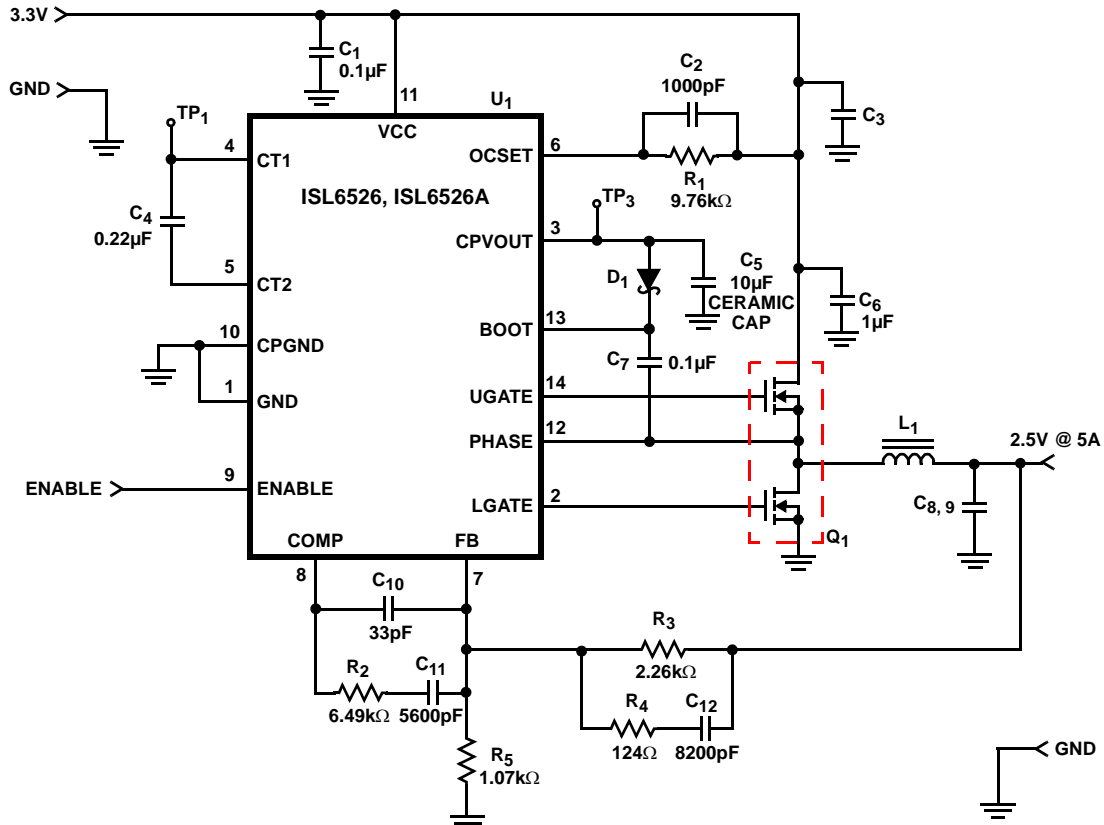 3.3V
C1
0.1µF
GND
TP1
11
U1
VCC
C2
1000pF
C3
4
CT1
OCSET
6
R1
9.76kΩ
ISL6526, ISL6526A
TP3
C4
0.22µF
CPVOUT
3
D1
C5
10µF
CERAMIC
CAP
5
CT2
C6
1µF
BOOT
13
10
CPGND
C7
0.1µF
1
GND
UGATE
14
PHASE
12
L1
2.5V @ 5A
ENABLE
9
ENABLE
LGATE
2
C8, 9
Q1
COMP
FB
8
7
C10
33pF
R3
2.26kΩ
R2
6.49kΩ
C11
5600pF
R4
124Ω
C12
8200pF
R5
1.07kΩ
GND